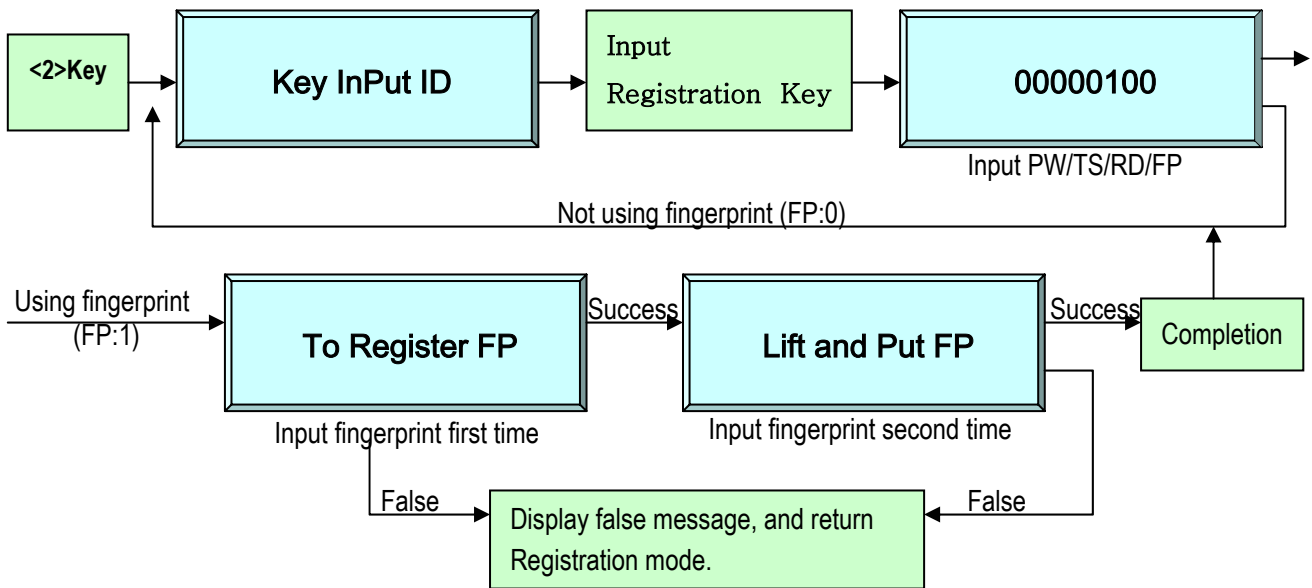 <2>Key
Key InPut ID
Input
Registration Key
00000100
Input PW/TS/RD/FP
Not using fingerprint (FP:0)
Using fingerprint
(FP:1)
To Register FP
Success
Lift and Put FP
Success
Completion
Input fingerprint first time
Input fingerprint second time
False
False
Display false message, and return
Registration mode.